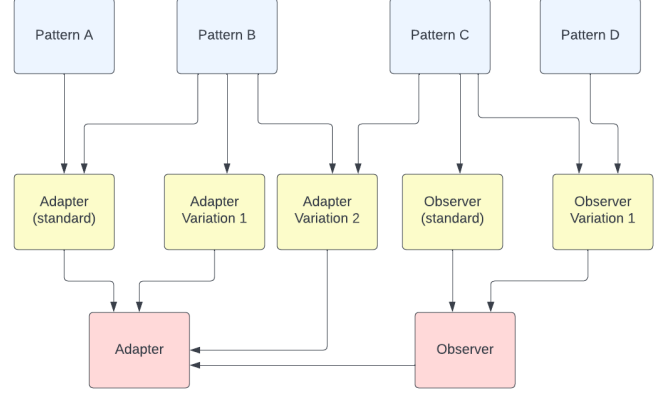 Pattern A
Pattern B
Pattern C
Pattern D
Adapter
(standard)
Adapter
Variation 1
Adapter
Variation 2
Observer
(standard)
Observer
Variation 1
Adapter
Observer